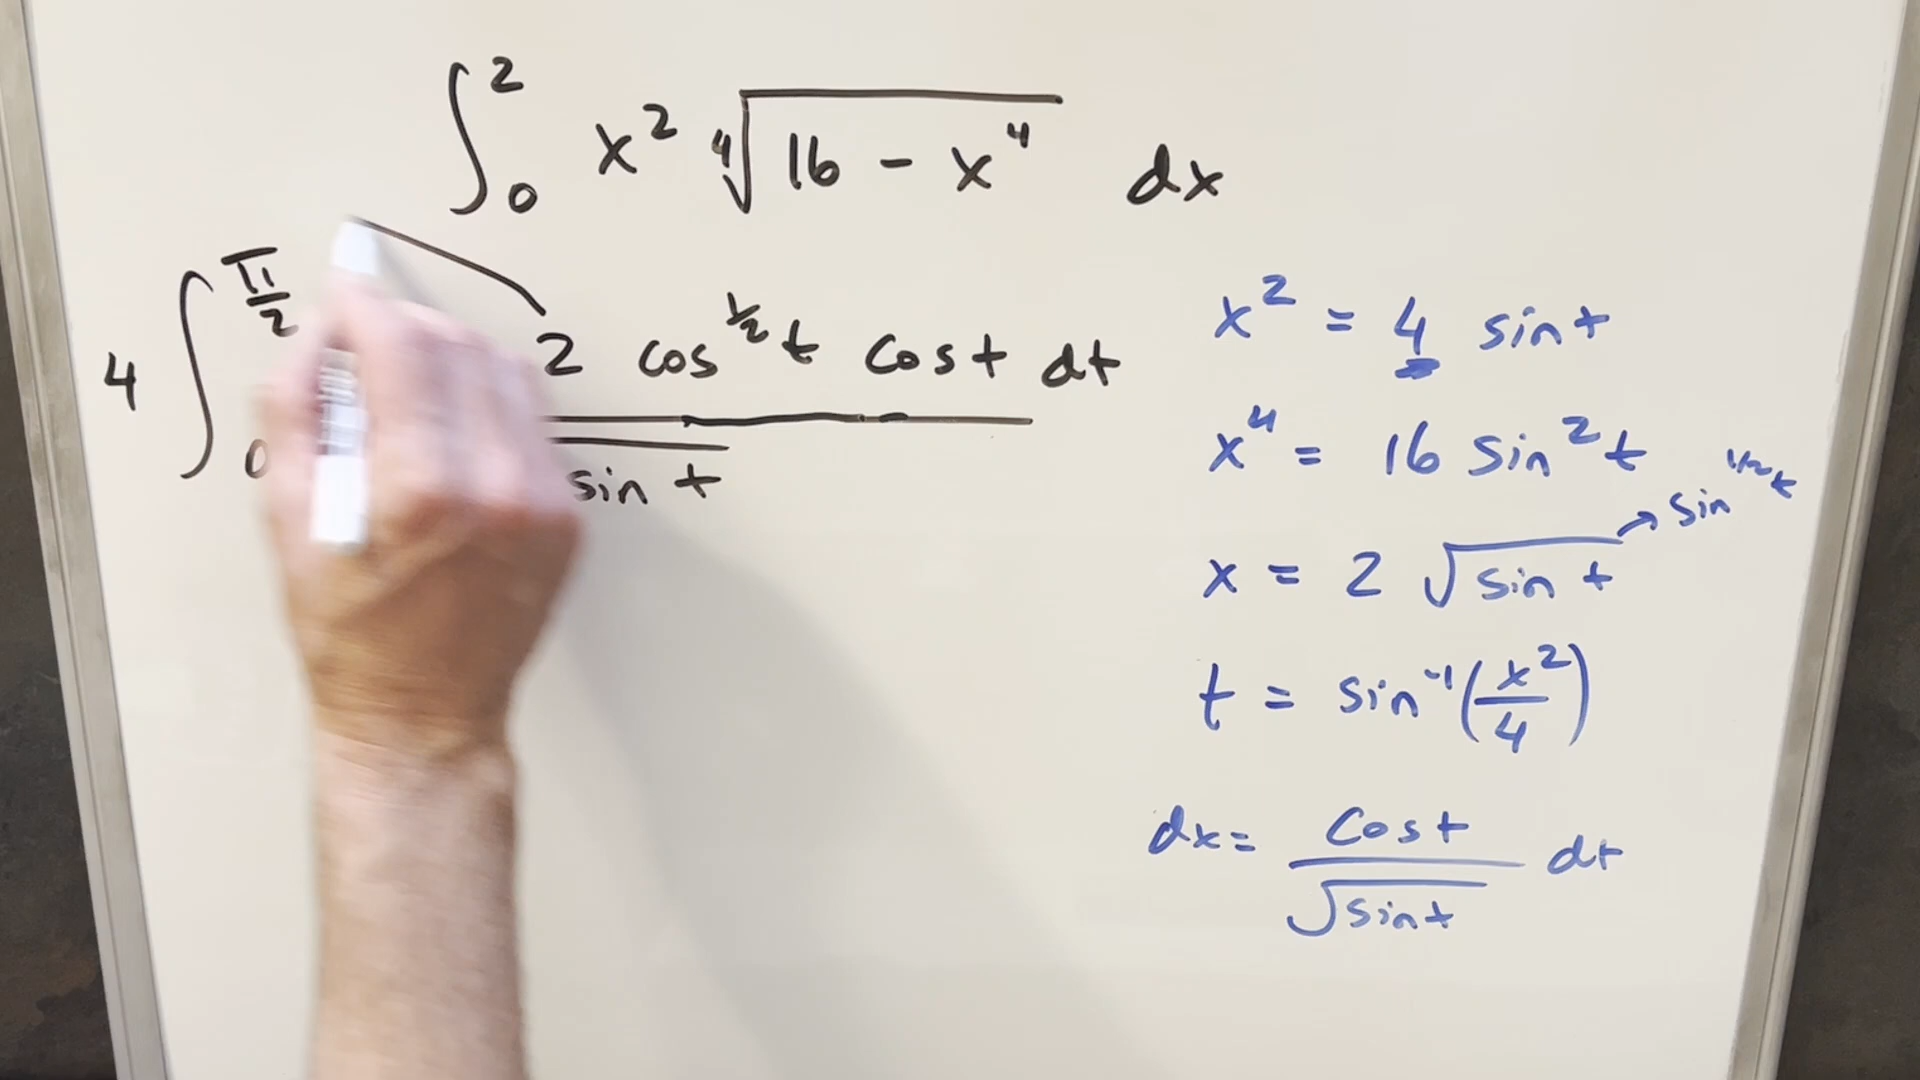 ∫₀² x² ∜(16 - x⁴) dx
4 ∫₀^(π/2) 2 cos^(1/2) t cos t dt
sin t
x² = 4 sin t
x⁴ = 16 sin² t
x = 2 √(sin t) → sin^(1/2) t
t = sin⁻¹(x²/4)
dx = cos t / √(sin t) dt